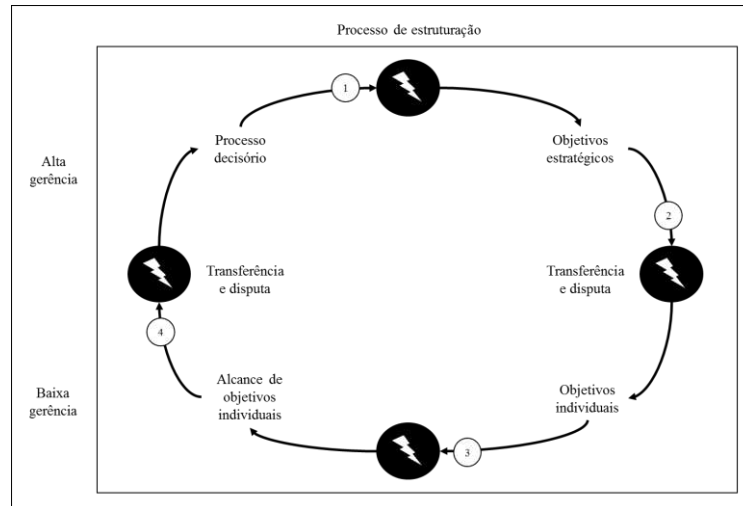 Processo de estruturação
1
Processo
decisório
Objetivos
estratégicos
Alta
gerência
2
Transferência
e disputa
Transferência
e disputa
4
Baixa
gerência
Alcance de
objetivos
individuais
Objetivos
individuais
3